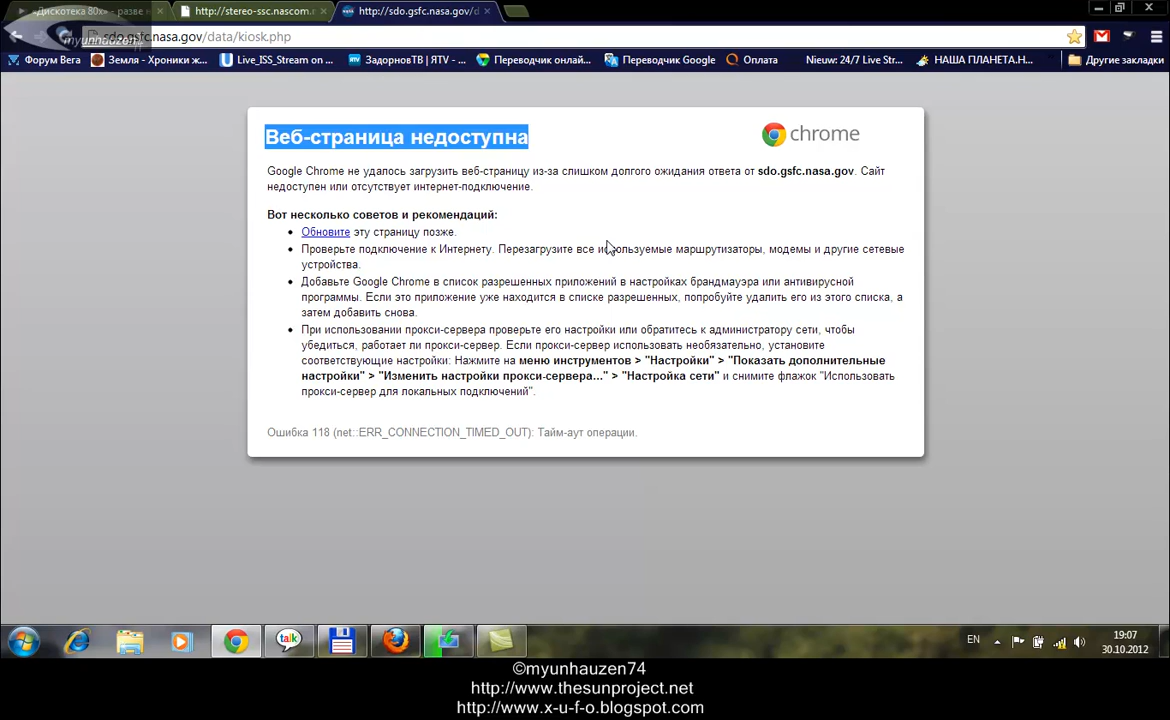 «Дискотека 80х» - разве н
http://stereo-ssc.nascom.n
http://sdo.gsfc.nasa.gov/d
myunhauzen74
sdo.gsfc.nasa.gov/data/kiosk.php
Форум Вега
Земля - Хроники ж...
Live_ISS_Stream on ...
ЗадорновТВ | ЯTV - ...
Переводчик онлай...
Переводчик Google
Оплата
Nieuw: 24/7 Live Str...
НАША ПЛАНЕТА.Н...
Другие закладки
Веб-страница недоступна
chrome
Google Chrome не удалось загрузить веб-страницу из-за слишком долгого ожидания ответа от sdo.gsfc.nasa.gov. Сайт
недоступен или отсутствует интернет-подключение.
Вот несколько советов и рекомендаций:
Обновите эту страницу позже.
Проверьте подключение к Интернету. Перезагрузите все используемые маршрутизаторы, модемы и другие сетевые
устройства.
Добавьте Google Chrome в список разрешенных приложений в настройках брандмауэра или антивирусной
программы. Если это приложение уже находится в списке разрешенных, попробуйте удалить его из этого списка, а
затем добавить снова.
При использовании прокси-сервера проверьте его настройки или обратитесь к администратору сети, чтобы
убедиться, работает ли прокси-сервер. Если прокси-сервер использовать необязательно, установите
соответствующие настройки: Нажмите на меню инструментов > "Настройки" > "Показать дополнительные
настройки" > "Изменить настройки прокси-сервера..." > "Настройка сети" и снимите флажок "Использовать
прокси-сервер для локальных подключений".
Ошибка 118 (net::ERR_CONNECTION_TIMED_OUT): Тайм-аут операции.
talk
EN
19:07
30.10.2012
©myunhauzen74
http://www.thesunproject.net
http://www.x-u-f-o.blogspot.com